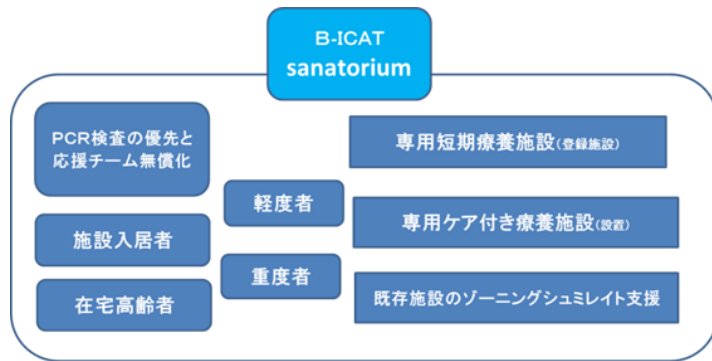 B-ICAT
sanatorium
PCR検査の優先と
応援チーム無償化
施設入居者
在宅高齢者
軽度者
重度者
専用短期療養施設(登録施設)
専用ケア付き療養施設(設置)
既存施設のゾーニングシュミレイト支援